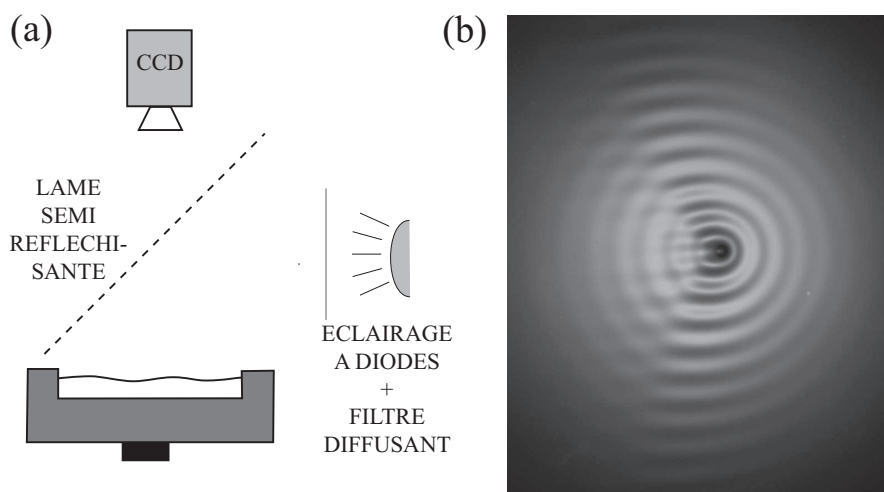 (a)
CCD
LAME
SEMI
REFLECHI-
SANTE
ECLAIRAGE
A DIODES
+
FILTRE
DIFFUSANT
(b)